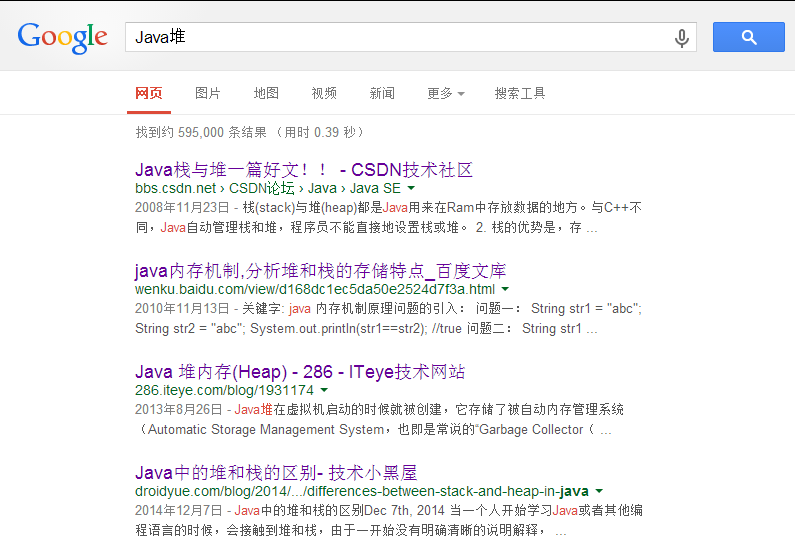 Google
Java堆
网页 图片 地图 视频 新闻 更多 搜索工具
找到约 595,000 条结果 （用时 0.39 秒）
Java栈与堆一篇好文！！ - CSDN技术社区
bbs.csdn.net › CSDN论坛 › Java › Java SE
2008年11月23日 - 栈(stack)与堆(heap)都是Java用来在Ram中存放数据的地方。与C++不
同，Java自动管理栈和堆，程序员不能直接地设置栈或堆。 2. 栈的优势是，存 ...
java内存机制,分析堆和栈的存储特点_百度文库
wenku.baidu.com/view/d168dc1ec5da50e2524d7f3a.html
2010年11月13日 - 关键字: java 内存机制原理问题的引入： 问题一： String str1 = "abc";
String str2 = "abc"; System.out.println(str1==str2); //true 问题二： String str1 ...
Java 堆内存(Heap) - 286 - ITeye技术网站
286.iteye.com/blog/1931174
2013年8月26日 - Java堆在虚拟机启动的时候就被创建，它存储了被自动内存管理系统
（Automatic Storage Management System，也即是常说的“Garbage Collector（ ...
Java中的堆和栈的区别- 技术小黑屋
droidyue.com/blog/2014/.../differences-between-stack-and-heap-in-java
2014年12月7日 - Java中的堆和栈的区别Dec 7th, 2014 当一个人开始学习Java或者其他编
程语言的时候，会接触到堆和栈，由于一开始没有明确清晰的说明解释， ...